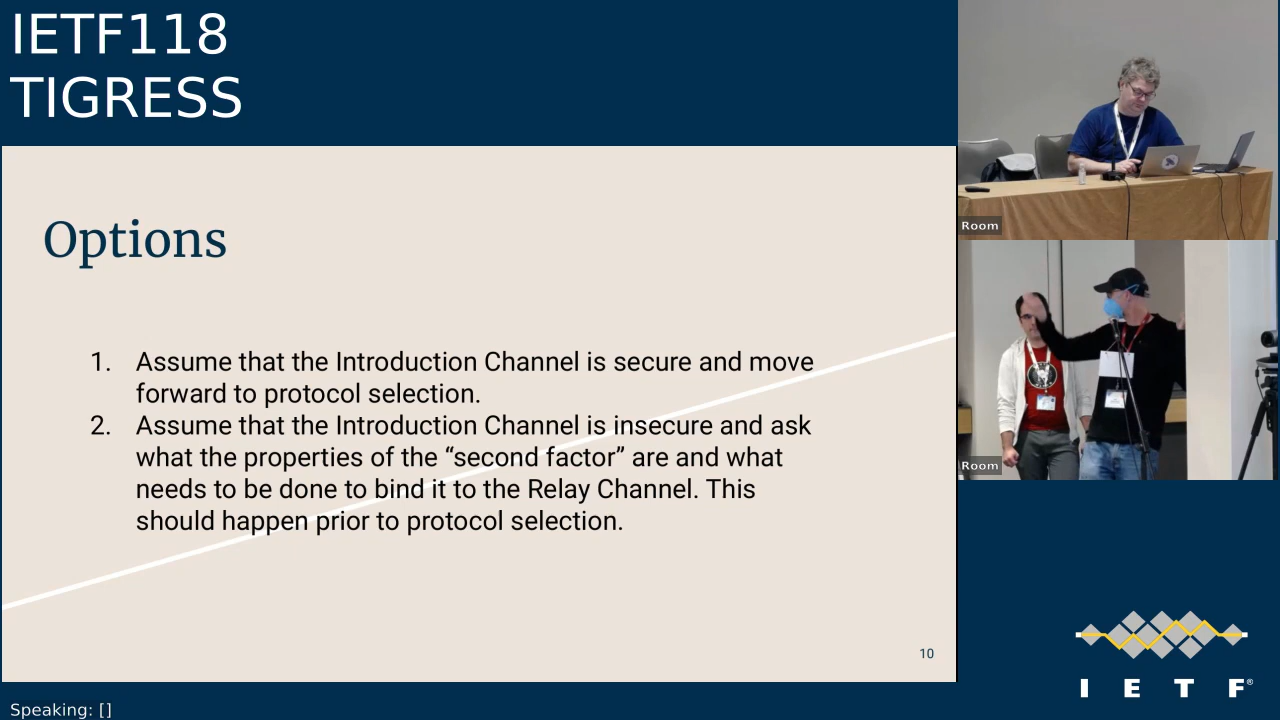 IETF118
TIGRESS
Options
1. Assume that the Introduction Channel is secure and move
forward to protocol selection.
2. Assume that the Introduction Channel is insecure and ask
what the properties of the “second factor” are and what
needs to be done to bind it to the Relay Channel. This
should happen prior to protocol selection.
10
Room
Room
I E T F®
Speaking: []